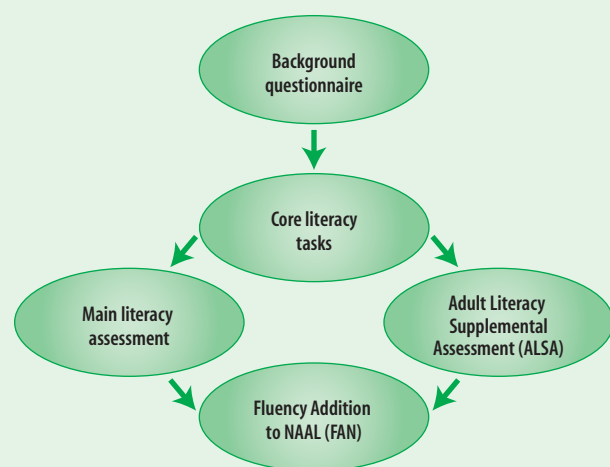 Background
questionnaire
Core literacy
tasks
Main literacy
assessment
Adult Literacy
Supplemental
Assessment (ALSA)
Fluency Addition
to NAAL (FAN)